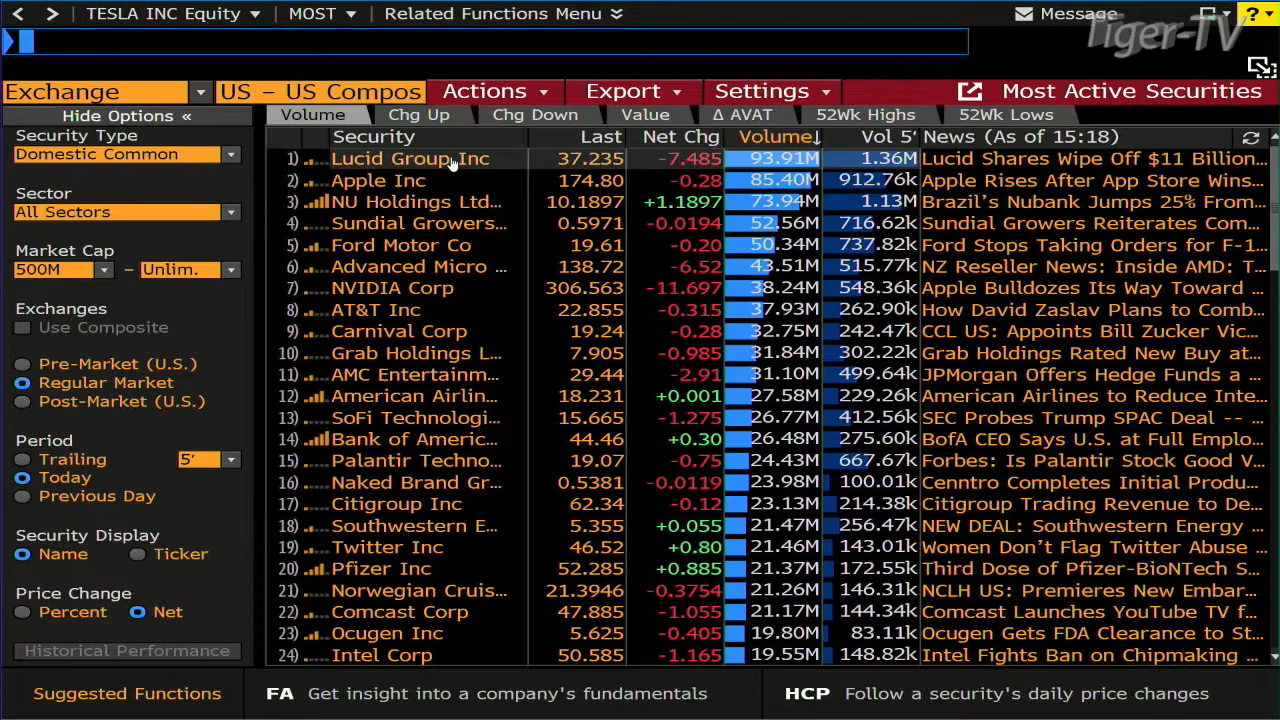 < > TESLA INC Equity MOST Related Functions Menu Message ?
Tiger-TV
Exchange US - US Compos Actions Export Settings Most Active Securities
Hide Options « Volume Chg Up Chg Down Value Δ AVAT 52Wk Highs 52Wk Lows
Security Type
Domestic Common
Sector
All Sectors
Market Cap
500M - Unlim.
Exchanges
Use Composite
Pre-Market (U.S.)
Regular Market
Post-Market (U.S.)
Period
Trailing 5'
Today
Previous Day
Security Display
Name Ticker
Price Change
Percent Net
Historical Performance
Security Last Net Chg Volume↓ Vol 5' News (As of 15:18)
1) Lucid Group Inc 37.235 -7.485 93.91M 1.36M Lucid Shares Wipe Off $11 Billion...
2) Apple Inc 174.80 -0.28 85.40M 912.76k Apple Rises After App Store Wins...
3) NU Holdings Ltd... 10.1897 +1.1897 73.94M 1.13M Brazil's Nubank Jumps 25% From...
4) Sundial Growers... 0.5971 -0.0194 52.56M 716.62k Sundial Growers Reiterates Com...
5) Ford Motor Co 19.61 -0.20 50.34M 737.82k Ford Stops Taking Orders for F-1...
6) Advanced Micro ... 138.72 -6.52 43.51M 515.77k NZ Reseller News: Inside AMD: T...
7) NVIDIA Corp 306.563 -11.697 38.24M 548.36k Apple Bulldozes Its Way Toward ...
8) AT&T Inc 22.855 -0.315 37.93M 262.90k How David Zaslav Plans to Comb...
9) Carnival Corp 19.24 -0.28 32.75M 242.47k CCL US: Appoints Bill Zucker Vic...
10) Grab Holdings L... 7.905 -0.985 31.84M 302.22k Grab Holdings Rated New Buy at...
11) AMC Entertainm... 29.44 -2.91 31.10M 499.64k JPMorgan Offers Hedge Funds a ...
12) American Airlin... 18.231 +0.001 27.58M 229.26k American Airlines to Reduce Inte...
13) SoFi Technologi... 15.665 -1.275 26.77M 412.56k SEC Probes Trump SPAC Deal -- ...
14) Bank of Americ... 44.46 +0.30 26.48M 275.60k BofA CEO Says U.S. at Full Emplo...
15) Palantir Techno... 19.07 -0.75 24.43M 667.67k Forbes: Is Palantir Stock Good V...
16) Naked Brand Gr... 0.5381 -0.0119 23.98M 100.01k Cenntro Completes Initial Produ...
17) Citigroup Inc 62.34 -0.12 23.13M 214.38k Citigroup Trading Revenue to De...
18) Southwestern E... 5.355 +0.055 21.47M 256.47k NEW DEAL: Southwestern Energy ...
19) Twitter Inc 46.52 +0.80 21.46M 143.01k Women Don't Flag Twitter Abuse ...
20) Pfizer Inc 52.285 +0.885 21.37M 172.55k Third Dose of Pfizer-BioNTech S...
21) Norwegian Cruis... 21.3946 -0.3754 21.26M 146.31k NCLH US: Premieres New Embar...
22) Comcast Corp 47.885 -1.055 21.17M 144.34k Comcast Launches YouTube TV f...
23) Ocugen Inc 5.625 -0.405 19.80M 83.11k Ocugen Gets FDA Clearance to St...
24) Intel Corp 50.585 -1.165 19.55M 148.82k Intel Fights Ban on Chipmaking ...
Suggested Functions FA Get insight into a company's fundamentals HCP Follow a security's daily price changes